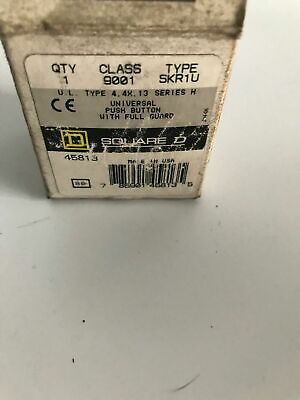 QTY CLASS TYPE
1 9001 SKR1U
U.L. TYPE 4.4X.13 SERIES H
CE UNIVERSAL
PUSH BUTTON
WITH FULL GUARD
SQUARE D
45813
MADE IN USA